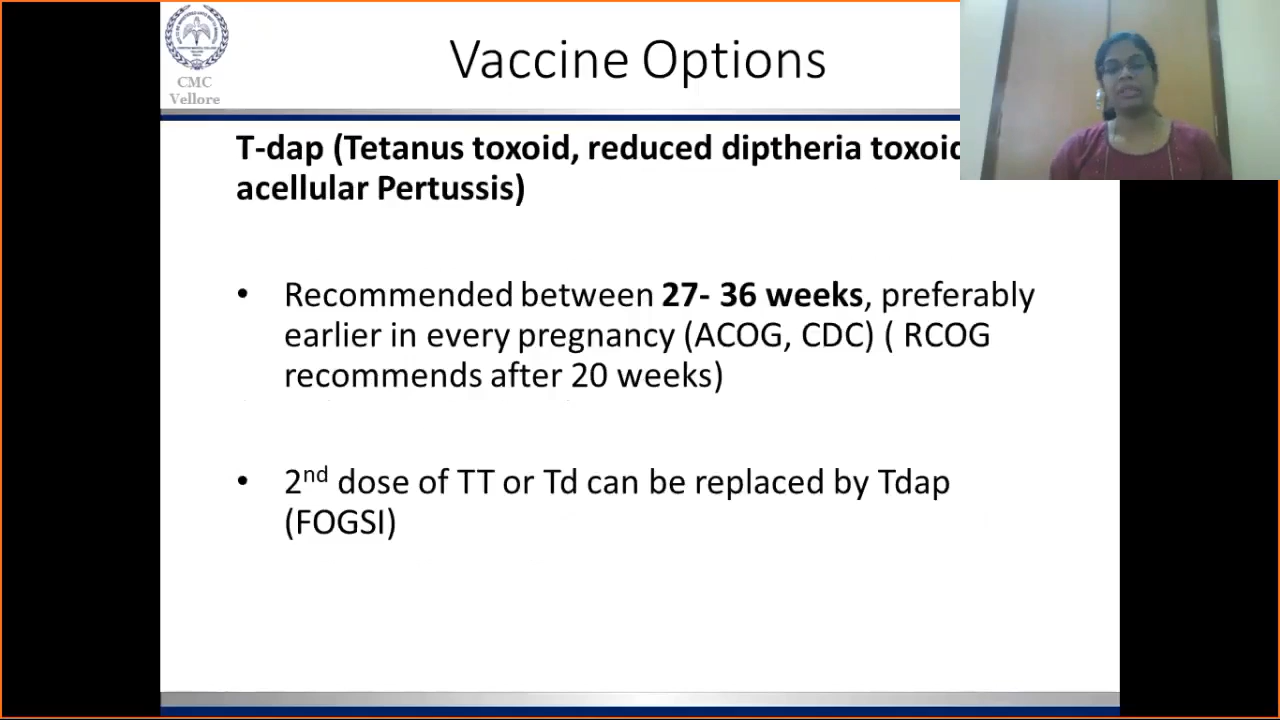 CMC
Vellore
Vaccine Options
T-dap (Tetanus toxoid, reduced diptheria toxoid
acellular Pertussis)
• Recommended between 27- 36 weeks, preferably
earlier in every pregnancy (ACOG, CDC) ( RCOG
recommends after 20 weeks)
• 2nd dose of TT or Td can be replaced by Tdap
(FOGSI)